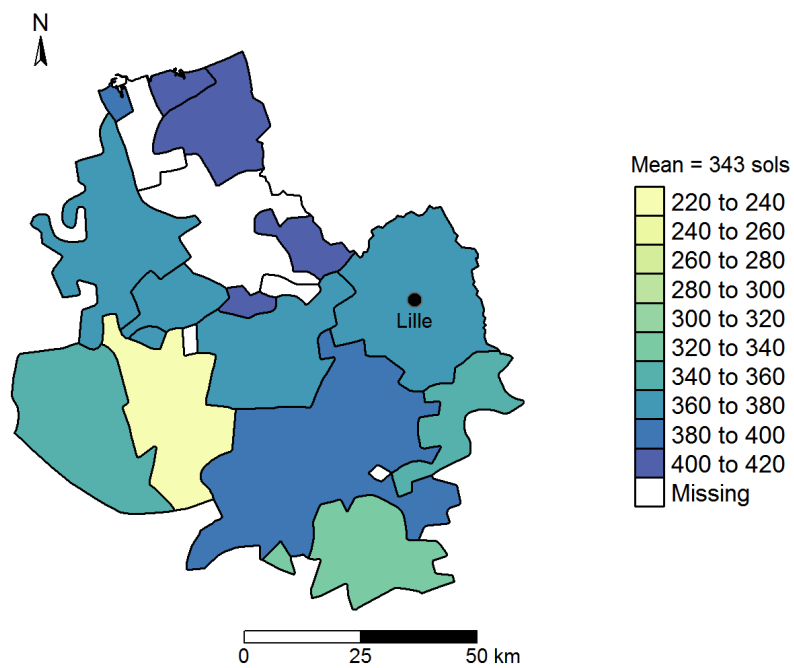 N
Mean = 343 sols
220 to 240
240 to 260
260 to 280
280 to 300
300 to 320
320 to 340
340 to 360
360 to 380
380 to 400
400 to 420
Missing
Lille
0 25 50 km